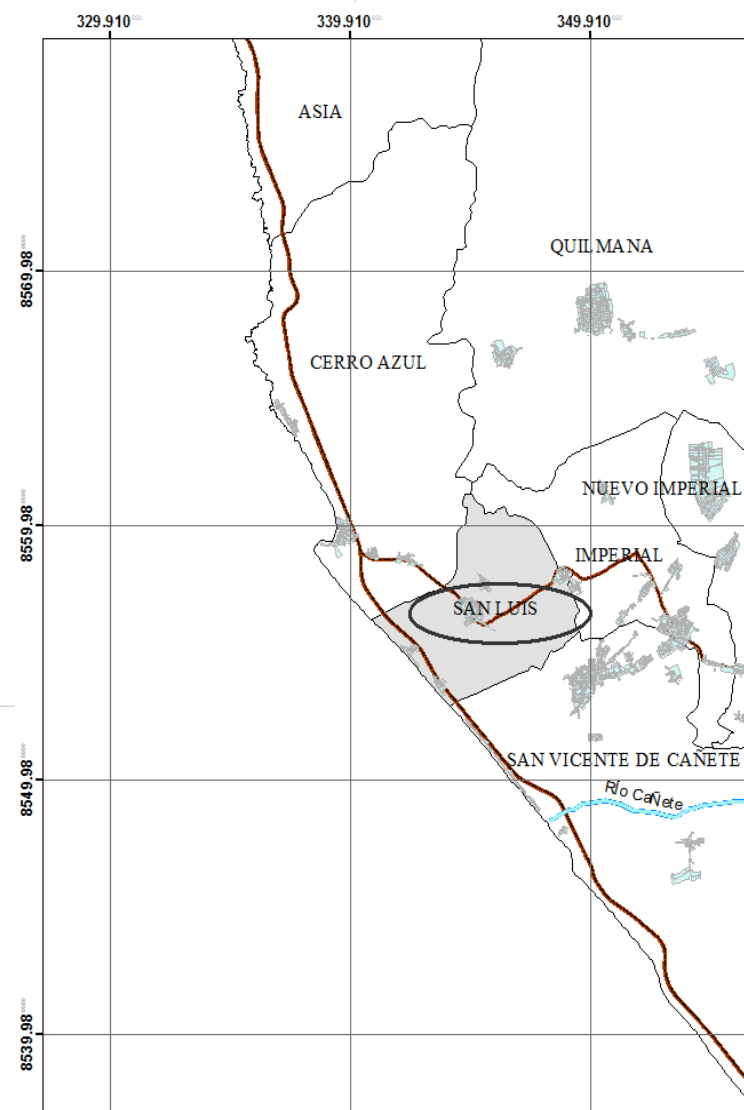 329.910 339.910 349.910
ASIA
QUILMANA
8569.98
CERRO AZUL
NUEVO IMPERIAL
8559.98
IMPERIAL
SAN LUIS
SAN VICENTE DE CAÑETE
8549.98
Río Cañete
8539.98